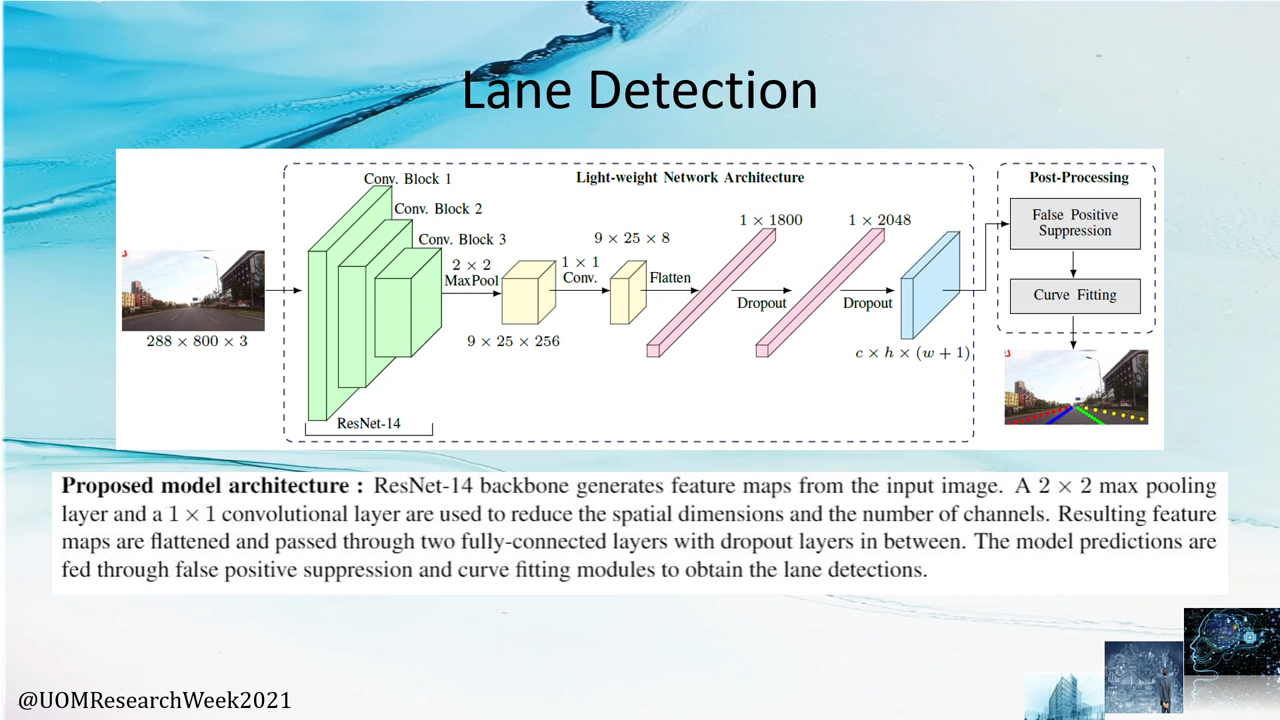 Lane Detection
Light-weight Network Architecture
Post-Processing
Conv. Block 1
Conv. Block 2
Conv. Block 3
2 × 2
MaxPool
1 × 1
Conv.
9 × 25 × 8
Flatten
1 × 1800
Dropout
1 × 2048
Dropout
288 × 800 × 3
9 × 25 × 256
c × h × (w + 1)
ResNet-14
False Positive
Suppression
Curve Fitting
Proposed model architecture : ResNet-14 backbone generates feature maps from the input image. A 2 × 2 max pooling
layer and a 1 × 1 convolutional layer are used to reduce the spatial dimensions and the number of channels. Resulting feature
maps are flattened and passed through two fully-connected layers with dropout layers in between. The model predictions are
fed through false positive suppression and curve fitting modules to obtain the lane detections.
@UOMResearchWeek2021